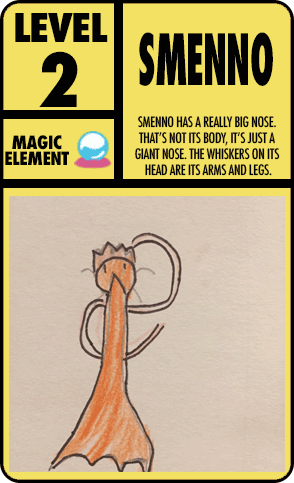 LEVEL
2
MAGIC
ELEMENT
SMENNO
SMENNO HAS A REALLY BIG NOSE.
THAT'S NOT ITS BODY, IT'S JUST A
GIANT NOSE. THE WHISKERS ON ITS
HEAD ARE ITS ARMS AND LEGS.